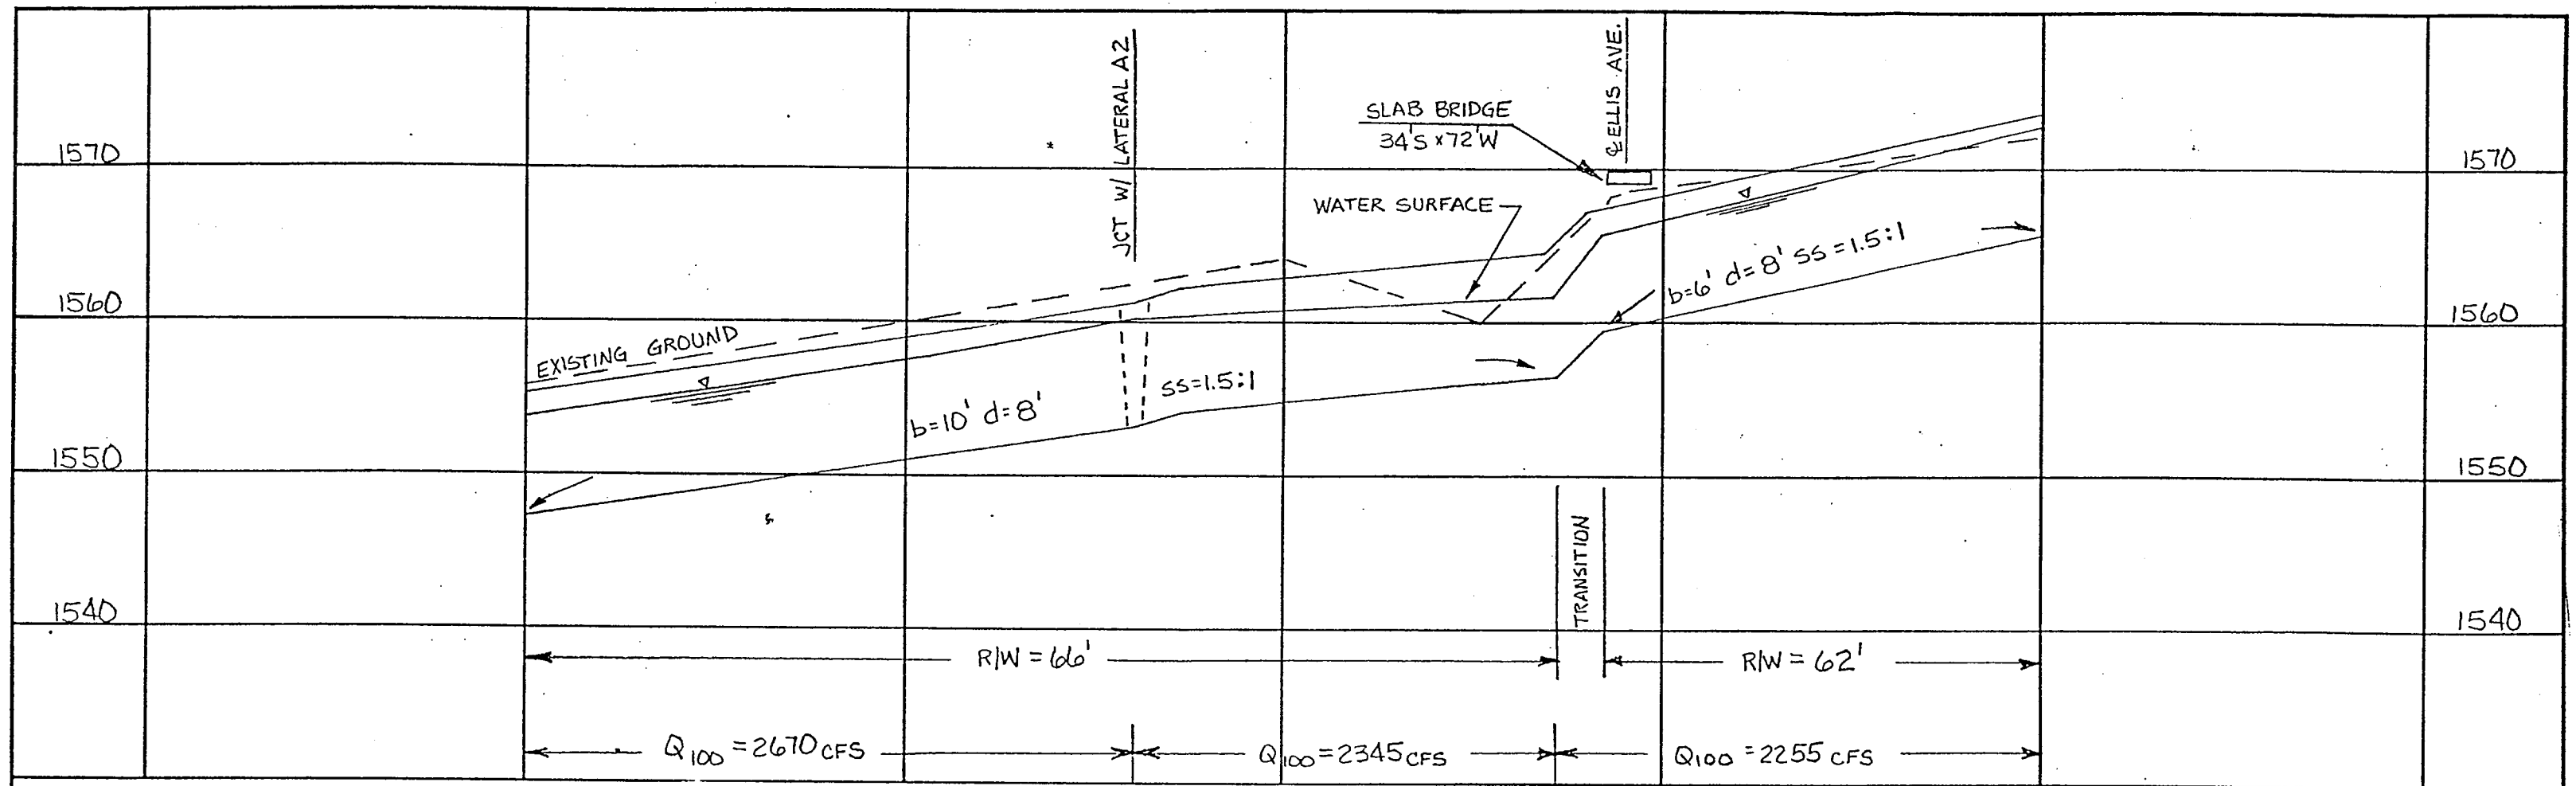 JCT W/ LATERAL A2
℄ ELLIS AVE.
SLAB BRIDGE
34'S x 72'W
1570
1570
WATER SURFACE
b=6' d=8' SS=1.5:1
1560
1560
EXISTING GROUND
SS=1.5:1
b=10' d=8'
1550
1550
TRANSITION
1540
1540
R/W = 66'
R/W = 62'
Q100 = 2670 CFS
Q100 = 2345 CFS
Q100 = 2255 CFS